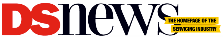 DSnews
THE HOMEPAGE OF THE
SERVICING INDUSTRY